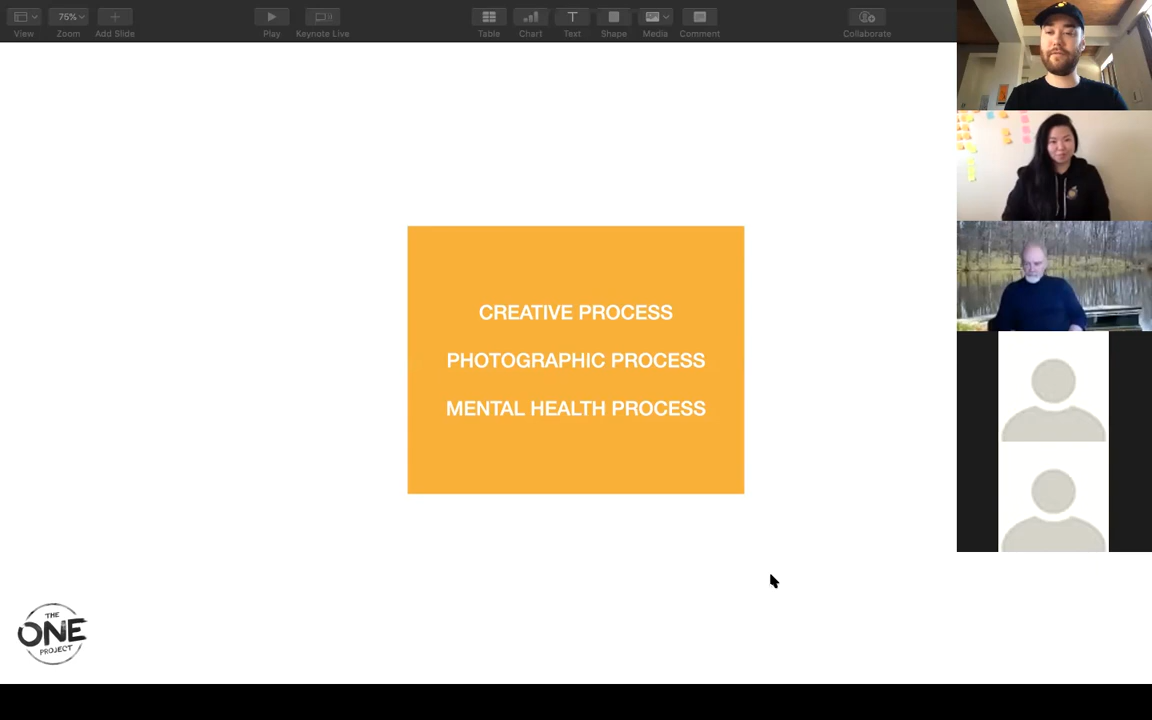 76%
View
Zoom
Add Slide
Play
Keynote Live
Table
Chart
Text
Shape
Media
Comment
Collaborate
CREATIVE PROCESS
PHOTOGRAPHIC PROCESS
MENTAL HEALTH PROCESS
THE
ONE
PROJECT